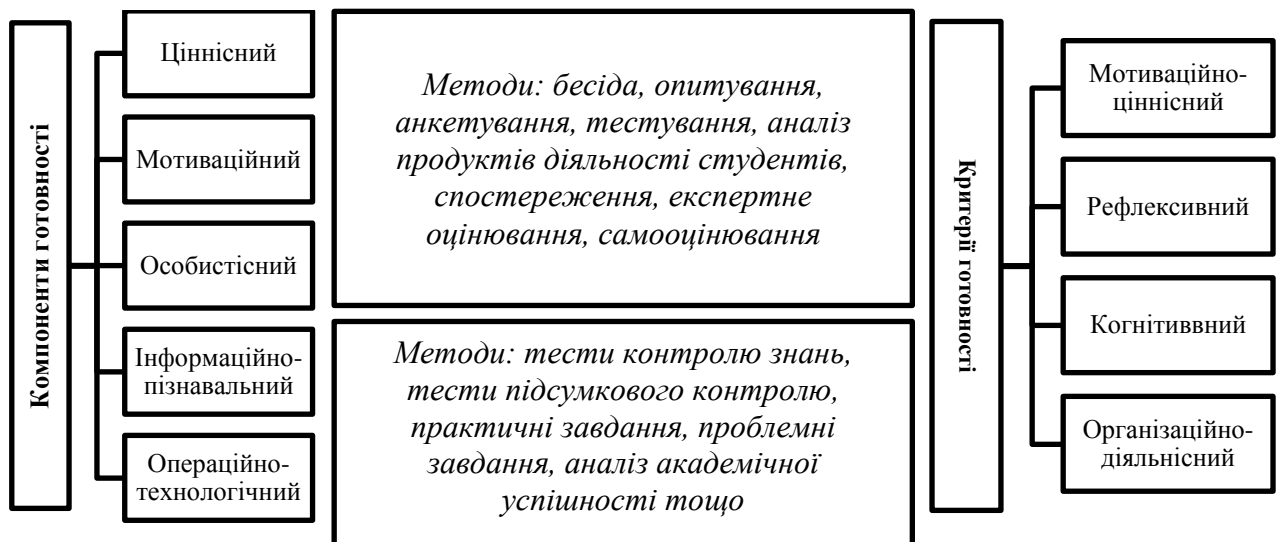 Компоненти готовності
Ціннісний
Мотиваційний
Особистісний
Інформаційно-
пізнавальний
Операційно-
технологічний
Методи: бесіда, опитування,
анкетування, тестування, аналіз
продуктів діяльності студентів,
спостереження, експертне
оцінювання, самооцінювання
Методи: тести контролю знань,
тести підсумкового контролю,
практичні завдання, проблемні
завдання, аналіз академічної
успішності тощо
Критерії готовності
Мотиваційно-
ціннісний
Рефлексивний
Когнітиввний
Організаційно-
діяльнісний